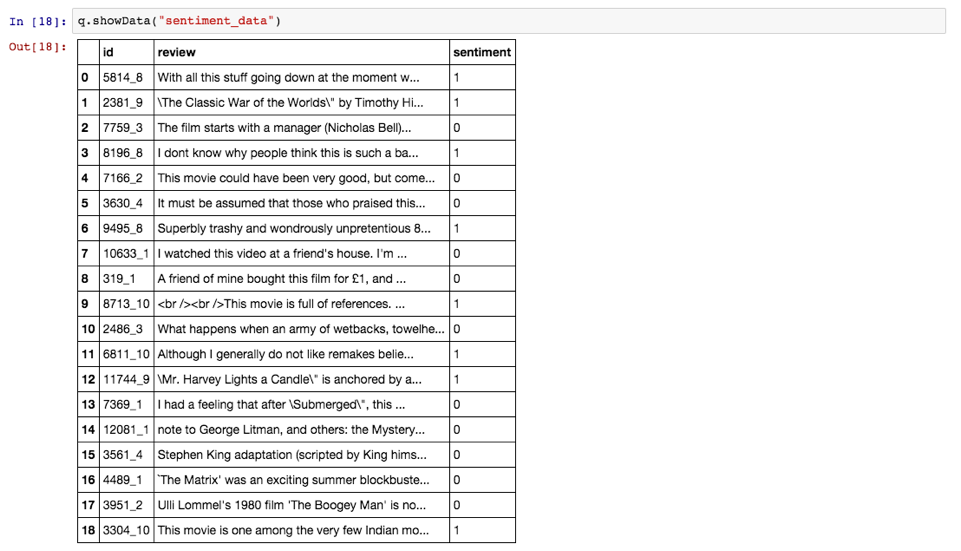 In [18]: q.showData("sentiment_data")
Out[18]:
id review sentiment
0 5814_8 With all this stuff going down at the moment w... 1
1 2381_9 \The Classic War of the Worlds\" by Timothy Hi... 1
2 7759_3 The film starts with a manager (Nicholas Bell)... 0
3 8196_8 I dont know why people think this is such a ba... 1
4 7166_2 This movie could have been very good, but come... 0
5 3630_4 It must be assumed that those who praised this... 0
6 9495_8 Superbly trashy and wondrously unpretentious 8... 1
7 10633_1 I watched this video at a friend's house. I'm ... 0
8 319_1 A friend of mine bought this film for £1, and ... 0
9 8713_10 <br /><br />This movie is full of references. ... 1
10 2486_3 What happens when an army of wetbacks, towelhe... 0
11 6811_10 Although I generally do not like remakes belie... 1
12 11744_9 \Mr. Harvey Lights a Candle\" is anchored by a... 1
13 7369_1 I had a feeling that after \Submerged\", this ... 0
14 12081_1 note to George Litman, and others: the Mystery... 0
15 3561_4 Stephen King adaptation (scripted by King hims... 0
16 4489_1 `The Matrix' was an exciting summer blockbuste... 0
17 3951_2 Ulli Lommel's 1980 film 'The Boogey Man' is no... 0
18 3304_10 This movie is one among the very few Indian mo... 1